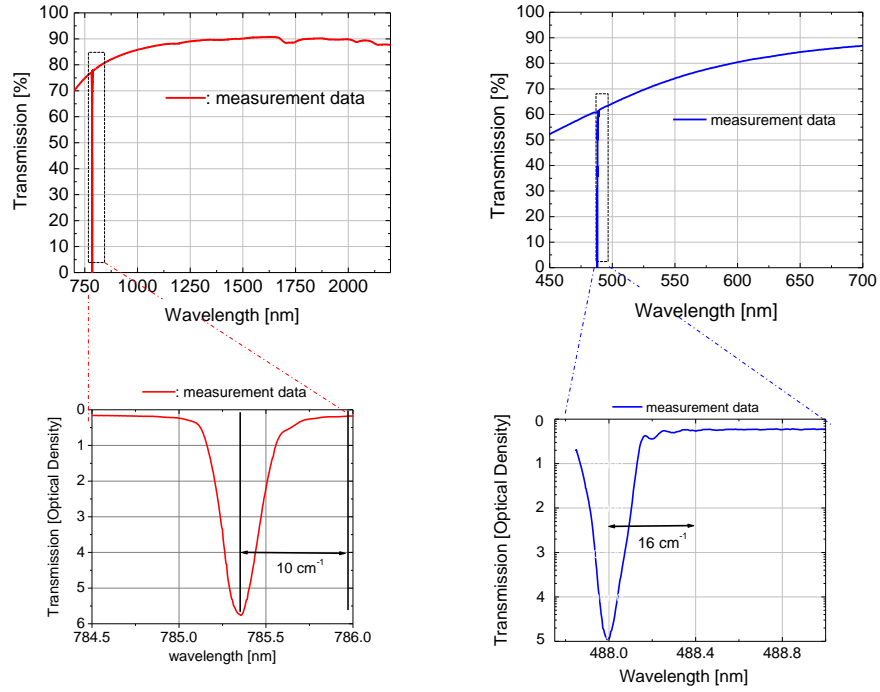 Transmission [%]
100
90
80
70
60
50
40
30
20
10
0
: measurement data
750 1000 1250 1500 1750 2000
Wavelength [nm]
Transmission [%]
100
90
80
70
60
50
40
30
20
10
0
measurement data
450 500 550 600 650 700
Wavelength [nm]
: measurement data
Transmission [Optical Density]
0
1
2
3
4
5
6
10 cm-1
784.5 785.0 785.5 786.0
wavelength [nm]
measurement data
Transmission [Optical Density]
0
1
2
3
4
5
16 cm-1
488.0 488.4 488.8
Wavelength [nm]